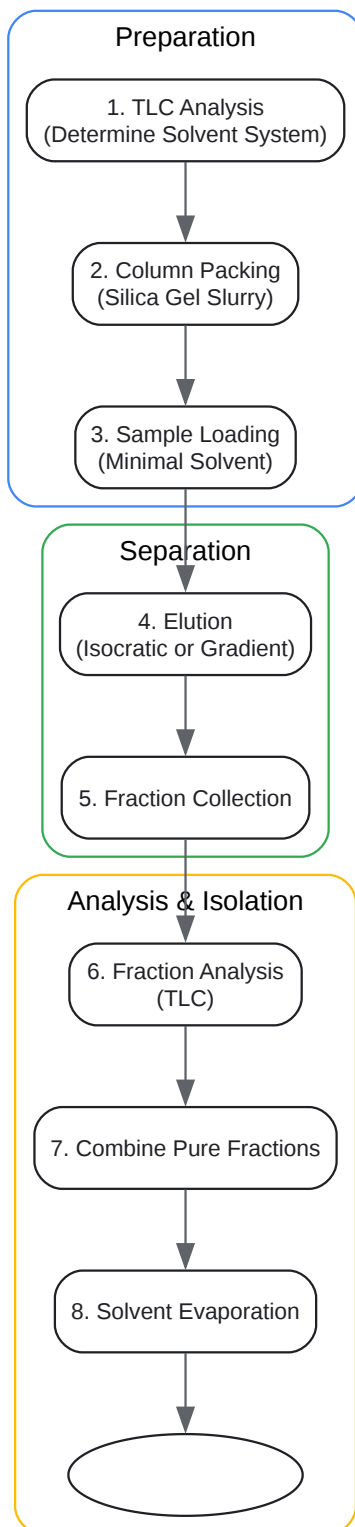 Preparation
1. TLC Analysis
(Determine Solvent System)
2. Column Packing
(Silica Gel Slurry)
3. Sample Loading
(Minimal Solvent)
Separation
4. Elution
(Isocratic or Gradient)
5. Fraction Collection
Analysis & Isolation
6. Fraction Analysis
(TLC)
7. Combine Pure Fractions
8. Solvent Evaporation